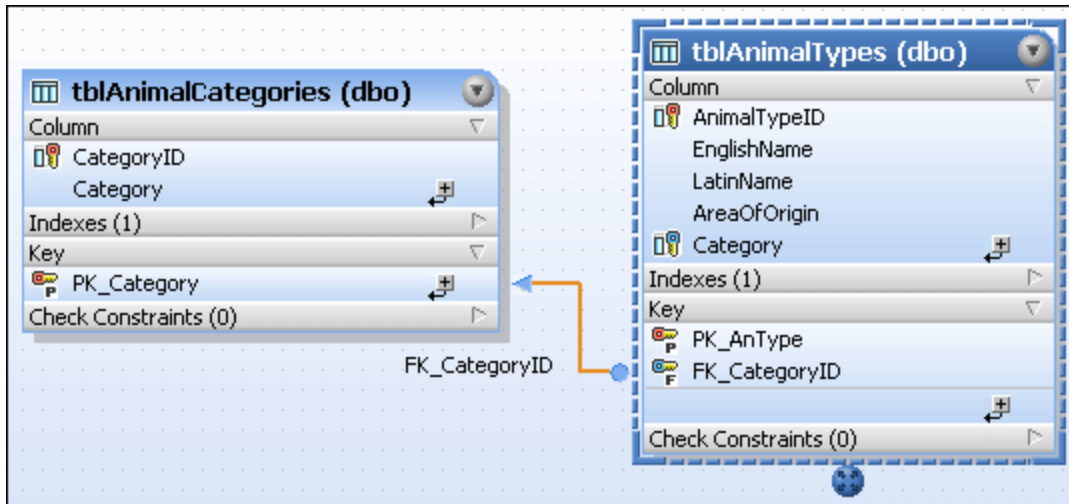 tblAnimalCategories (dbo)
Column
CategoryID
Category
Indexes (1)
Key
PK_Category
Check Constraints (0)
FK_CategoryID
tblAnimalTypes (dbo)
Column
AnimalTypeID
EnglishName
LatinName
AreaOfOrigin
Category
Indexes (1)
Key
PK_AnType
FK_CategoryID
Check Constraints (0)